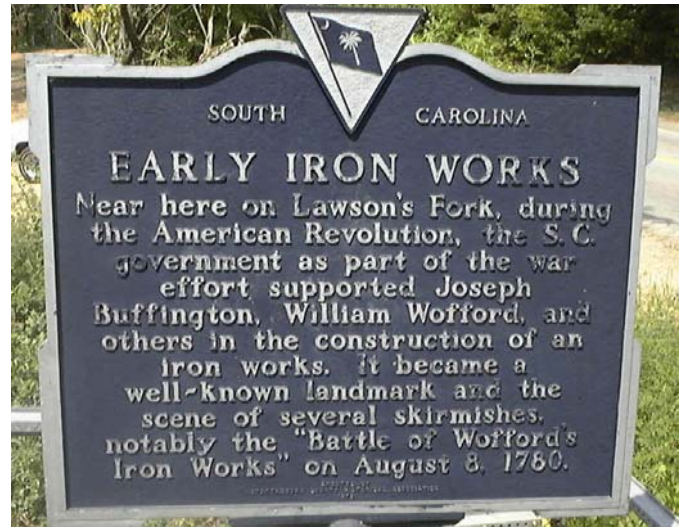 SOUTH CAROLINA
EARLY IRON WORKS
Near here on Lawson's Fork, during
the American Revolution, the S.C.
government as part of the war
effort supported Joseph
Buffington, William Wofford, and
others in the construction of an
iron works. It became a
well-known landmark and the
scene of several skirmishes,
notably the "Battle of Wofford's
Iron Works" on August 8, 1780.
ASSOCIATION